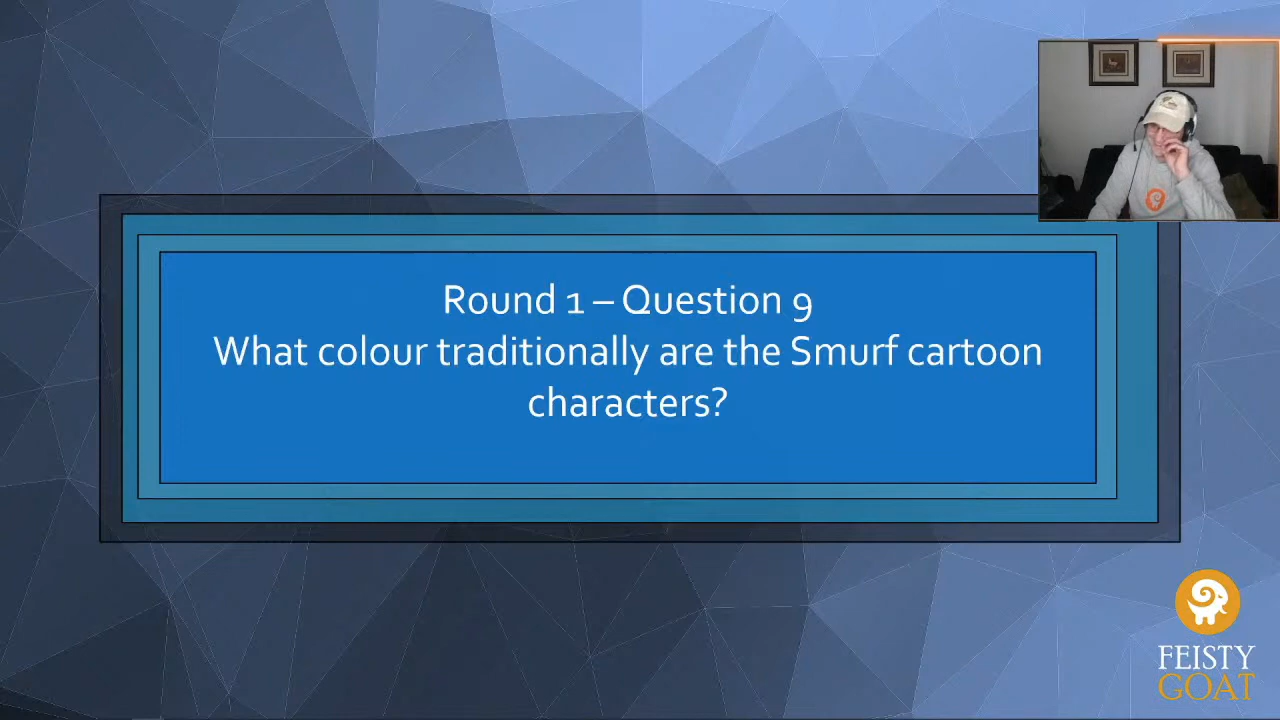 Round 1 – Question 9
What colour traditionally are the Smurf cartoon
characters?
FEISTY
GOAT